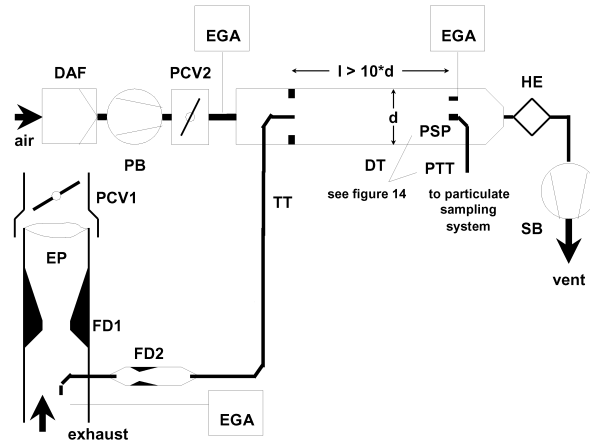 EGA
EGA
DAF
PCV2
l > 10*d
HE
air
PB
d
PSP
DT
PTT
see figure 14
to particulate
sampling
system
PCV1
TT
SB
EP
vent
FD1
FD2
EGA
exhaust